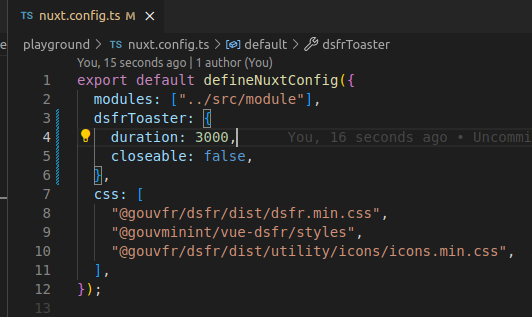 TS nuxt.config.ts M ×
playground > TS nuxt.config.ts > default > dsfrToaster
You, 15 seconds ago | 1 author (You)
1 export default defineNuxtConfig({
2 modules: ["../src/module"],
3 dsfrToaster: {
4 duration: 3000, You, 16 seconds ago • Uncommi
5 closeable: false,
6 },
7 css: [
8 "@gouvfr/dsfr/dist/dsfr.min.css",
9 "@gouvminint/vue-dsfr/styles",
10 "@gouvfr/dsfr/dist/utility/icons/icons.min.css",
11 ],
12 });
13